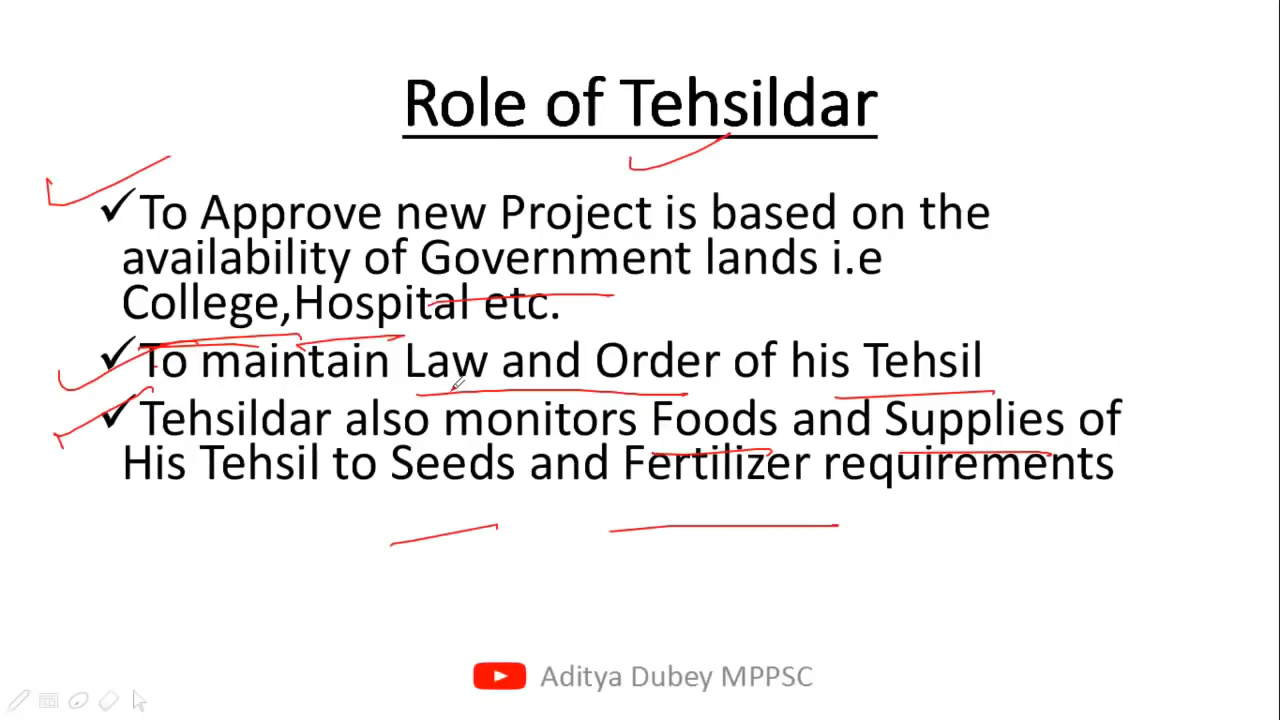 Role of Tehsildar
To Approve new Project is based on the
availability of Government lands i.e
College,Hospital etc.
To maintain Law and Order of his Tehsil
Tehsildar also monitors Foods and Supplies of
His Tehsil to Seeds and Fertilizer requirements
Aditya Dubey MPPSC